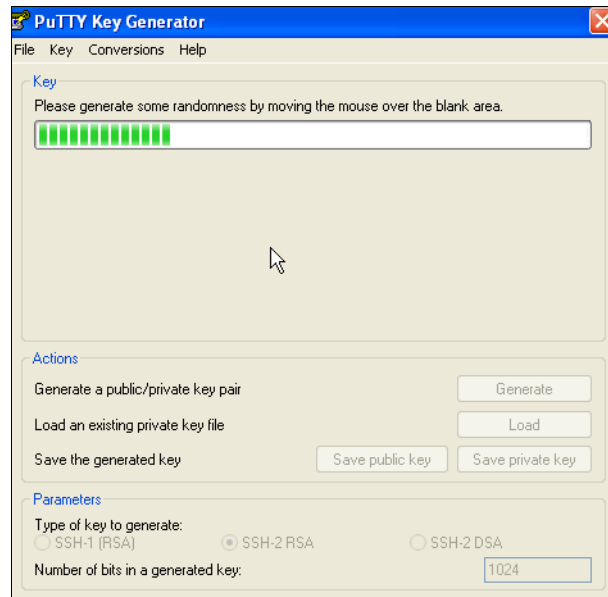 PuTTY Key Generator
File Key Conversions Help
Key
Please generate some randomness by moving the mouse over the blank area.
Actions
Generate a public/private key pair
Generate
Load an existing private key file
Load
Save the generated key
Save public key
Save private key
Parameters
Type of key to generate:
SSH-1 (RSA)
SSH-2 RSA
SSH-2 DSA
Number of bits in a generated key:
1024